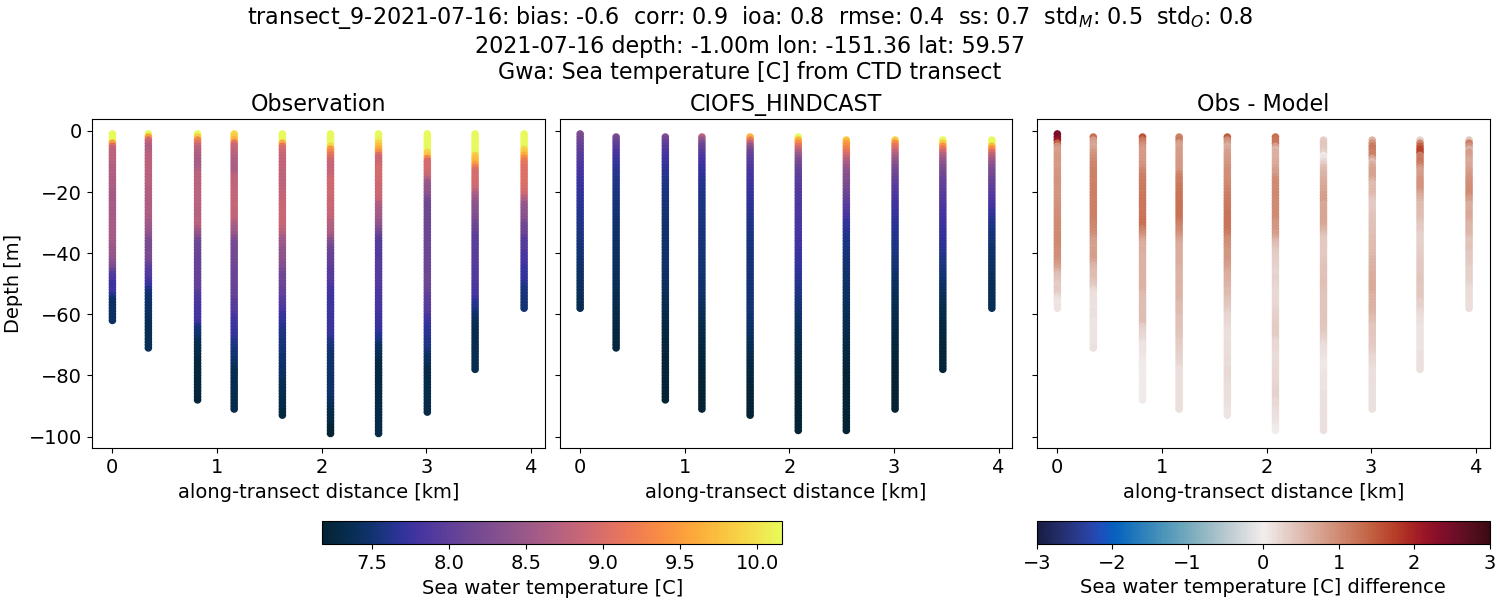 transect_9-2021-07-16: bias: -0.6  corr: 0.9  ioa: 0.8  rmse: 0.4  ss: 0.7  std_M: 0.5  std_O: 0.8
2021-07-16 depth: -1.00m lon: -151.36 lat: 59.57
Gwa: Sea temperature [C] from CTD transect
Observation
CIOFS_HINDCAST
Obs - Model
Depth [m]
0
−20
−40
−60
−80
−100
0 1 2 3 4
0 1 2 3 4
0 1 2 3 4
along-transect distance [km]
along-transect distance [km]
along-transect distance [km]
7.5 8.0 8.5 9.0 9.5 10.0
Sea water temperature [C]
−3 −2 −1 0 1 2 3
Sea water temperature [C] difference